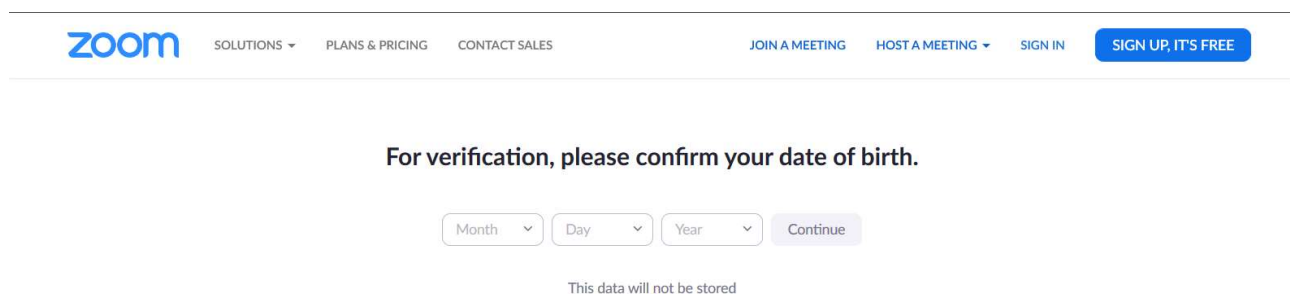 zoom SOLUTIONS PLANS & PRICING CONTACT SALES JOIN A MEETING HOST A MEETING SIGN IN SIGN UP, IT'S FREE
For verification, please confirm your date of birth.
Month Day Year Continue
This data will not be stored